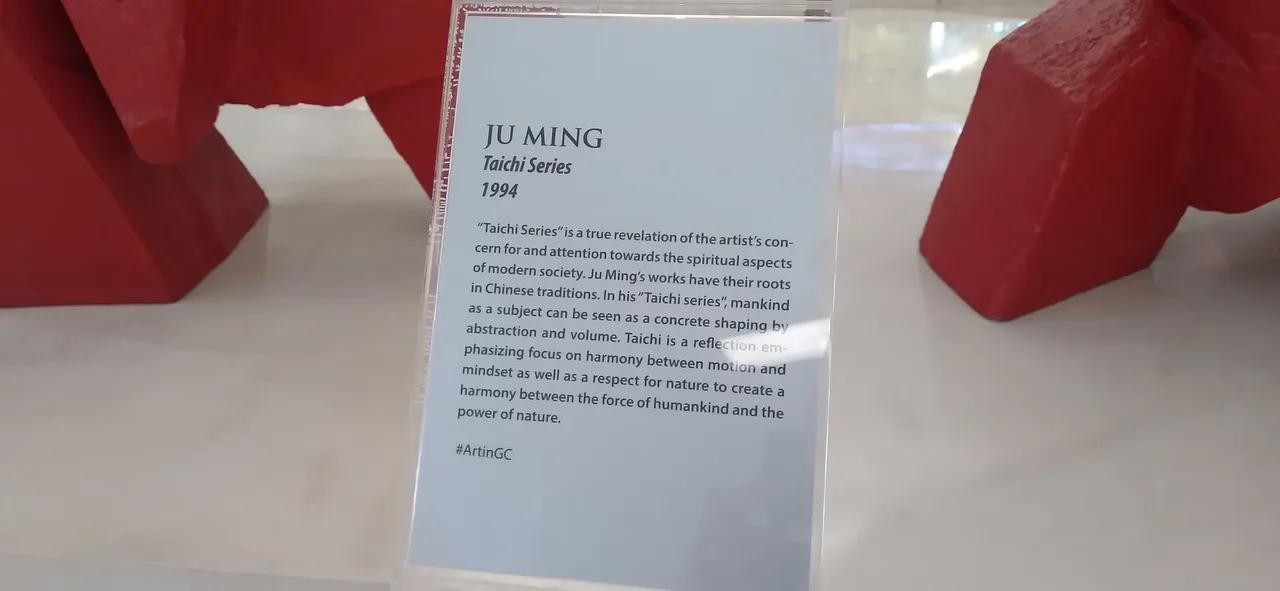 JU MING
Taichi Series
1994
“Taichi Series” is a true revelation of the artist’s con-
cern for and attention towards the spiritual aspects
of modern society. Ju Ming’s works have their roots
in Chinese traditions. In his “Taichi series”, mankind
as a subject can be seen as a concrete shaping by
abstraction and volume. Taichi is a reflection em-
phasizing focus on harmony between motion and
mindset as well as a respect for nature to create a
harmony between the force of humankind and the
power of nature.
#ArtinGC